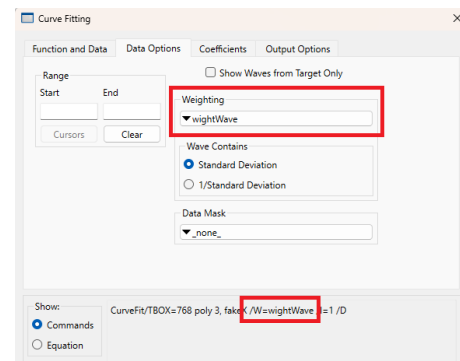 Curve Fitting
Function and Data
Data Options
Coefficients
Output Options
Range
Start
End
Cursors
Clear
Show Waves from Target Only
Weighting
wightWave
Wave Contains
Standard Deviation
1/Standard Deviation
Data Mask
_none_
Show:
Commands
Equation
CurveFit/TBOX=768 poly 3, fakeX /W=wightWave /I=1 /D